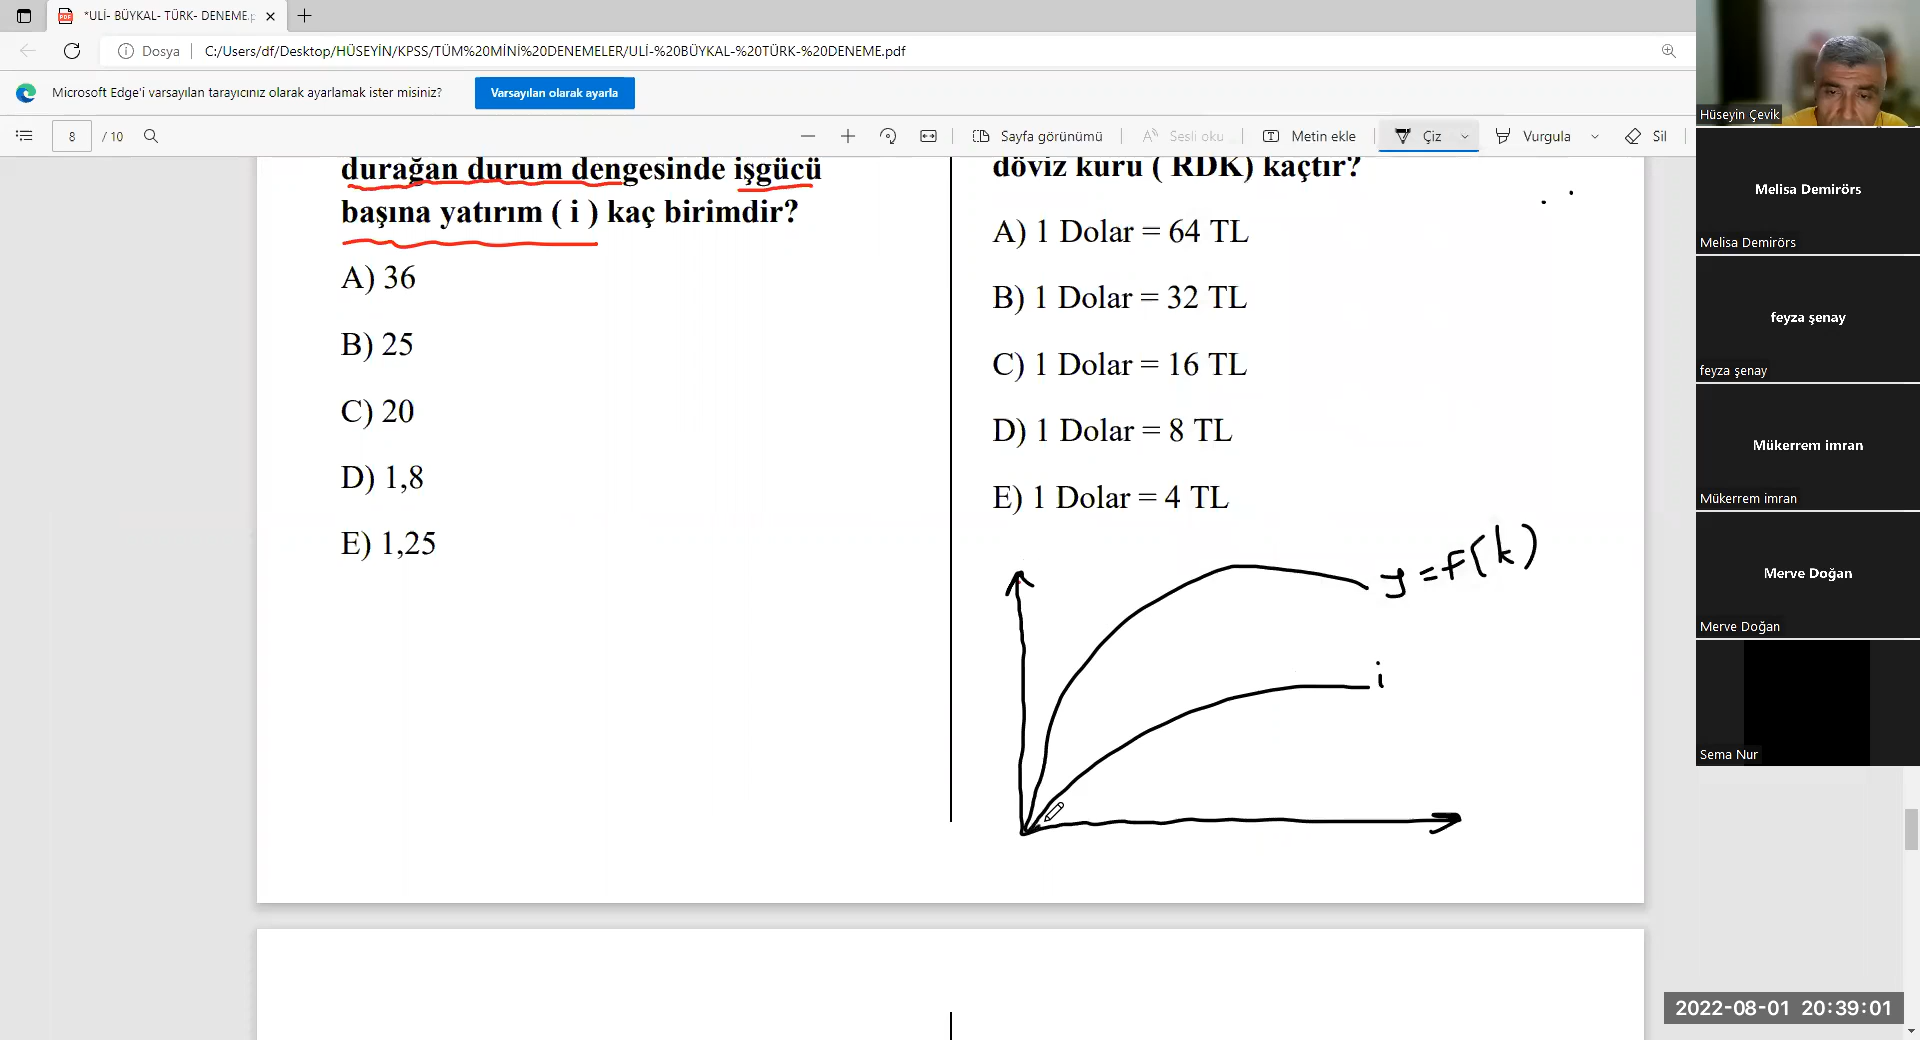 *ULİ- BÜYKAL- TÜRK- DENEME.p
Dosya
C:/Users/df/Desktop/HÜSEYİN/KPSS/TÜM%20MİNİ%20DENEMELER/ULİ-%20BÜYKAL-%20TÜRK-%20DENEME.pdf
Microsoft Edge'i varsayılan tarayıcınız olarak ayarlamak ister misiniz?
Varsayılan olarak ayarla
8 / 10
Sayfa görünümü
Sesli oku
Metin ekle
Çiz
Vurgula
Sil
durağan durum dengesinde işgücü
başına yatırım ( i ) kaç birimdir?
A) 36
B) 25
C) 20
D) 1,8
E) 1,25
döviz kuru ( RDK) kaçtır?
A) 1 Dolar = 64 TL
B) 1 Dolar = 32 TL
C) 1 Dolar = 16 TL
D) 1 Dolar = 8 TL
E) 1 Dolar = 4 TL
y = f(k)
i
Hüseyin Çevik
Melisa Demirörs
Melisa Demirörs
feyza şenay
feyza şenay
Mükerrem imran
Mükerrem imran
Merve Doğan
Merve Doğan
Sema Nur
2022-08-01 20:39:01